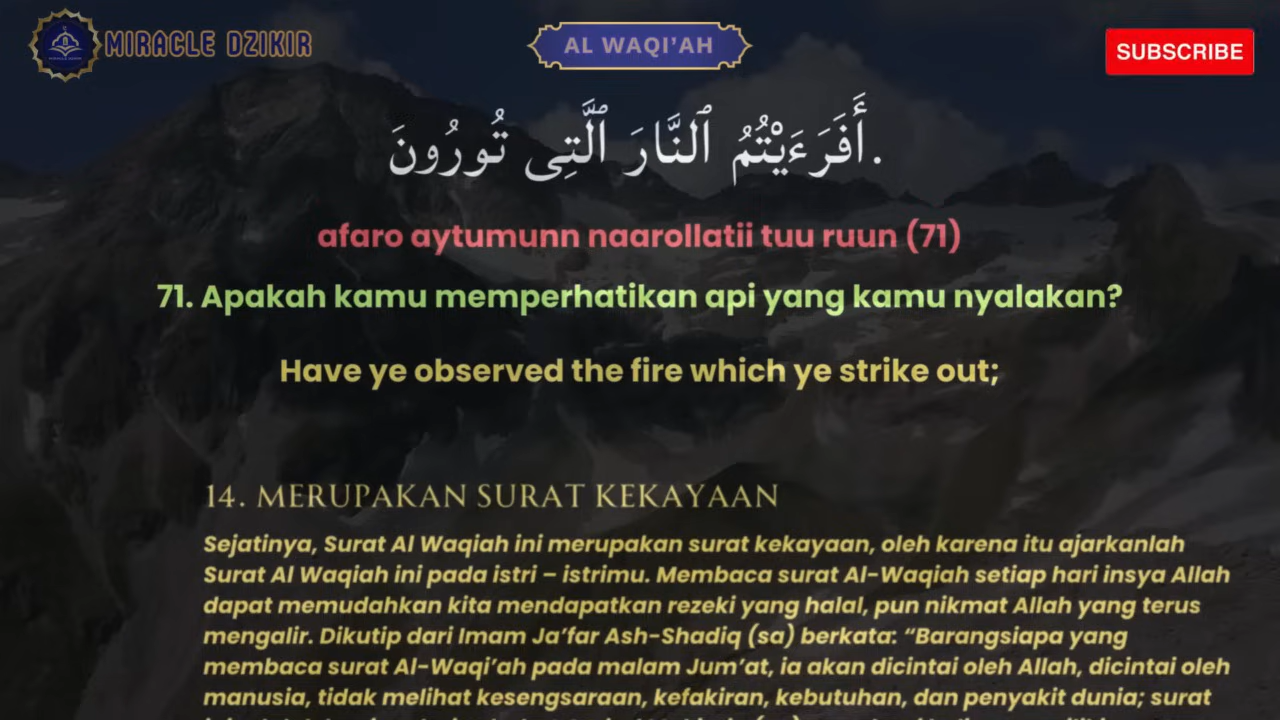 MIRACLE DZIKIR
AL WAQI'AH
SUBSCRIBE
أَفَرَءَيْتُمُ ٱلنَّارَ ٱلَّتِى تُورُونَ.
afaro aytumunn naarollatii tuu ruun (71)
71. Apakah kamu memperhatikan api yang kamu nyalakan?
Have ye observed the fire which ye strike out;
14. MERUPAKAN SURAT KEKAYAAN
Sejatinya, Surat Al Waqiah ini merupakan surat kekayaan, oleh karena itu ajarkanlah
Surat Al Waqiah ini pada istri – istrimu. Membaca surat Al-Waqiah setiap hari insya Allah
dapat memudahkan kita mendapatkan rezeki yang halal, pun nikmat Allah yang terus
mengalir. Dikutip dari Imam Ja'far Ash-Shadiq (sa) berkata: “Barangsiapa yang
membaca surat Al-Waqi'ah pada malam Jum'at, ia akan dicintai oleh Allah, dicintai oleh
manusia, tidak melihat kesengsaraan, kefakiran, kebutuhan, dan penyakit dunia; surat